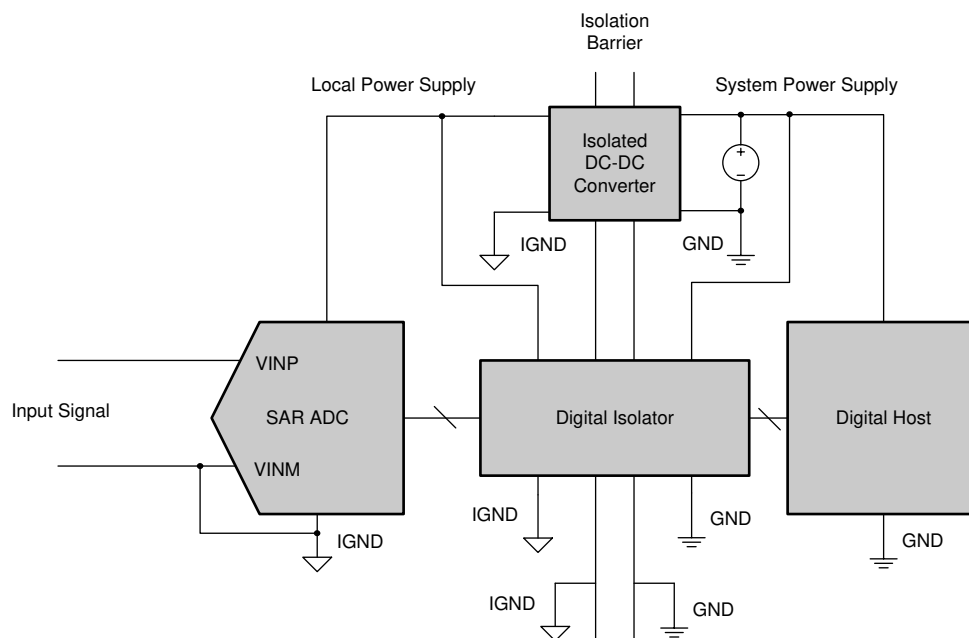 Isolation
Barrier
Local Power Supply
System Power Supply
Isolated
DC-DC
Converter
+
−
IGND
GND
VINP
Input Signal
SAR ADC
Digital Isolator
Digital Host
VINM
IGND
IGND
GND
GND
IGND
GND